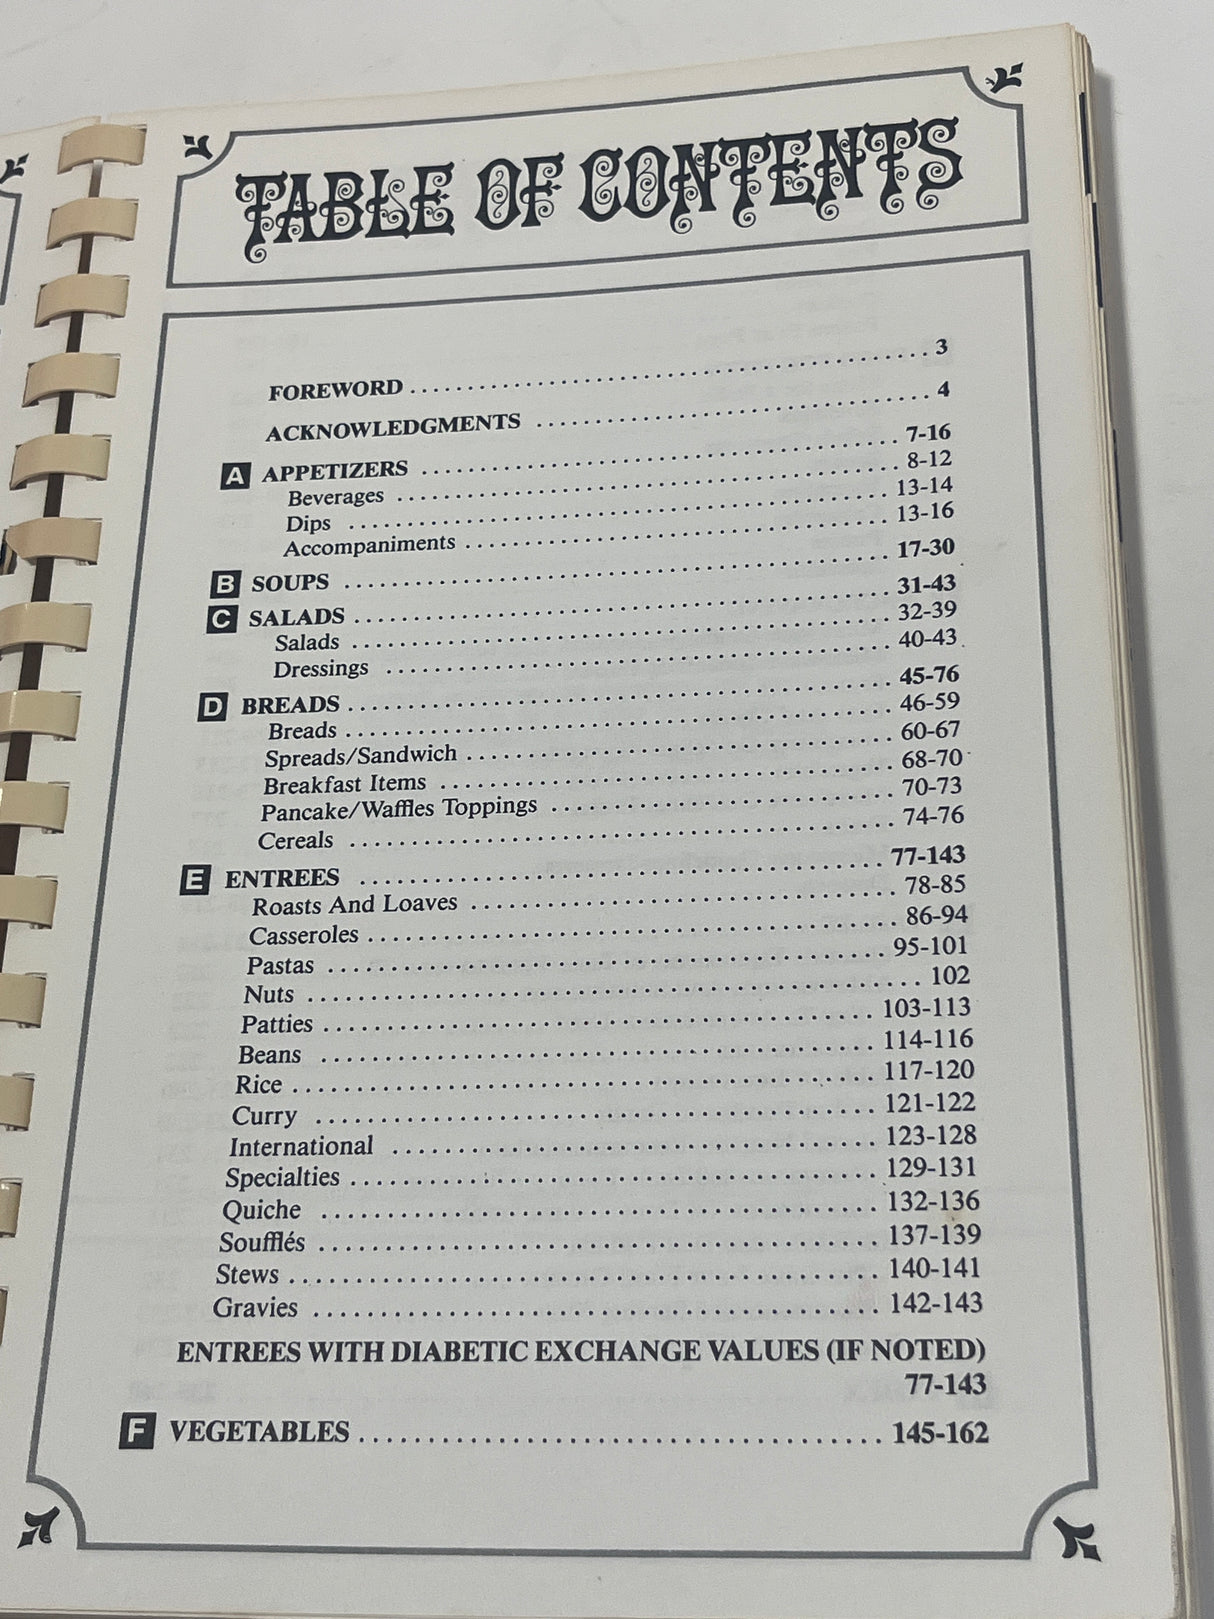 TABLE OF CONTENTS
FOREWORD . . . . . . . . . . . . . . . . . . . . 3
ACKNOWLEDGMENTS . . . . . . . . . . . . . . . . . . . . 4
A APPETIZERS . . . . . . . . . . . . . . . . . . . . 7-16
Beverages . . . . . . . . . . . . . . . . . . . . 8-12
Dips . . . . . . . . . . . . . . . . . . . . 13-14
Accompaniments . . . . . . . . . . . . . . . . . . . . 13-16
B SOUPS . . . . . . . . . . . . . . . . . . . . 17-30
C SALADS . . . . . . . . . . . . . . . . . . . . 31-43
Salads . . . . . . . . . . . . . . . . . . . . 32-39
Dressings . . . . . . . . . . . . . . . . . . . . 40-43
D BREADS . . . . . . . . . . . . . . . . . . . . 45-76
Breads . . . . . . . . . . . . . . . . . . . . 46-59
Spreads/Sandwich . . . . . . . . . . . . . . . . . . . . 60-67
Breakfast Items . . . . . . . . . . . . . . . . . . . . 68-70
Pancake/Waffles Toppings . . . . . . . . . . . . . . . . . . . . 70-73
Cereals . . . . . . . . . . . . . . . . . . . . 74-76
E ENTREES . . . . . . . . . . . . . . . . . . . . 77-143
Roasts And Loaves . . . . . . . . . . . . . . . . . . . . 78-85
Casseroles . . . . . . . . . . . . . . . . . . . . 86-94
Pastas . . . . . . . . . . . . . . . . . . . . 95-101
Nuts . . . . . . . . . . . . . . . . . . . . 102
Patties . . . . . . . . . . . . . . . . . . . . 103-113
Beans . . . . . . . . . . . . . . . . . . . . 114-116
Rice . . . . . . . . . . . . . . . . . . . . 117-120
Curry . . . . . . . . . . . . . . . . . . . . 121-122
International . . . . . . . . . . . . . . . . . . . . 123-128
Specialties . . . . . . . . . . . . . . . . . . . . 129-131
Quiche . . . . . . . . . . . . . . . . . . . . 132-136
Soufflés . . . . . . . . . . . . . . . . . . . . 137-139
Stews . . . . . . . . . . . . . . . . . . . . 140-141
Gravies . . . . . . . . . . . . . . . . . . . . 142-143
ENTREES WITH DIABETIC EXCHANGE VALUES (IF NOTED)
77-143
F VEGETABLES . . . . . . . . . . . . . . . . . . . . 145-162